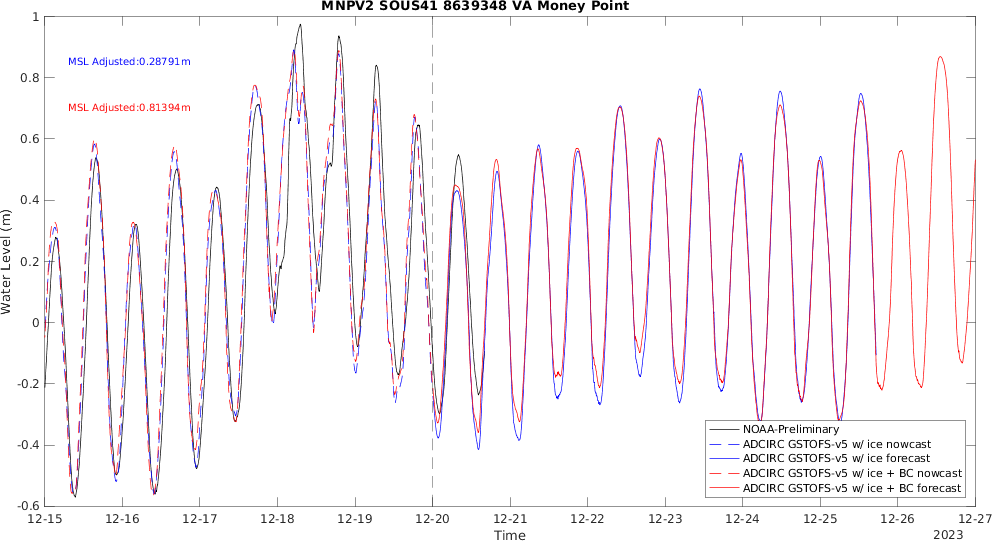 MNPV2 SOUS41 8639348 VA Money Point
MSL Adjusted:0.28791m
MSL Adjusted:0.81394m
Water Level (m)
1
0.8
0.6
0.4
0.2
0
-0.2
-0.4
-0.6
NOAA-Preliminary
ADCIRC GSTOFS-v5 w/ ice nowcast
ADCIRC GSTOFS-v5 w/ ice forecast
ADCIRC GSTOFS-v5 w/ ice + BC nowcast
ADCIRC GSTOFS-v5 w/ ice + BC forecast
12-15 12-16 12-17 12-18 12-19 12-20 12-21 12-22 12-23 12-24 12-25 12-26 12-27
Time
2023